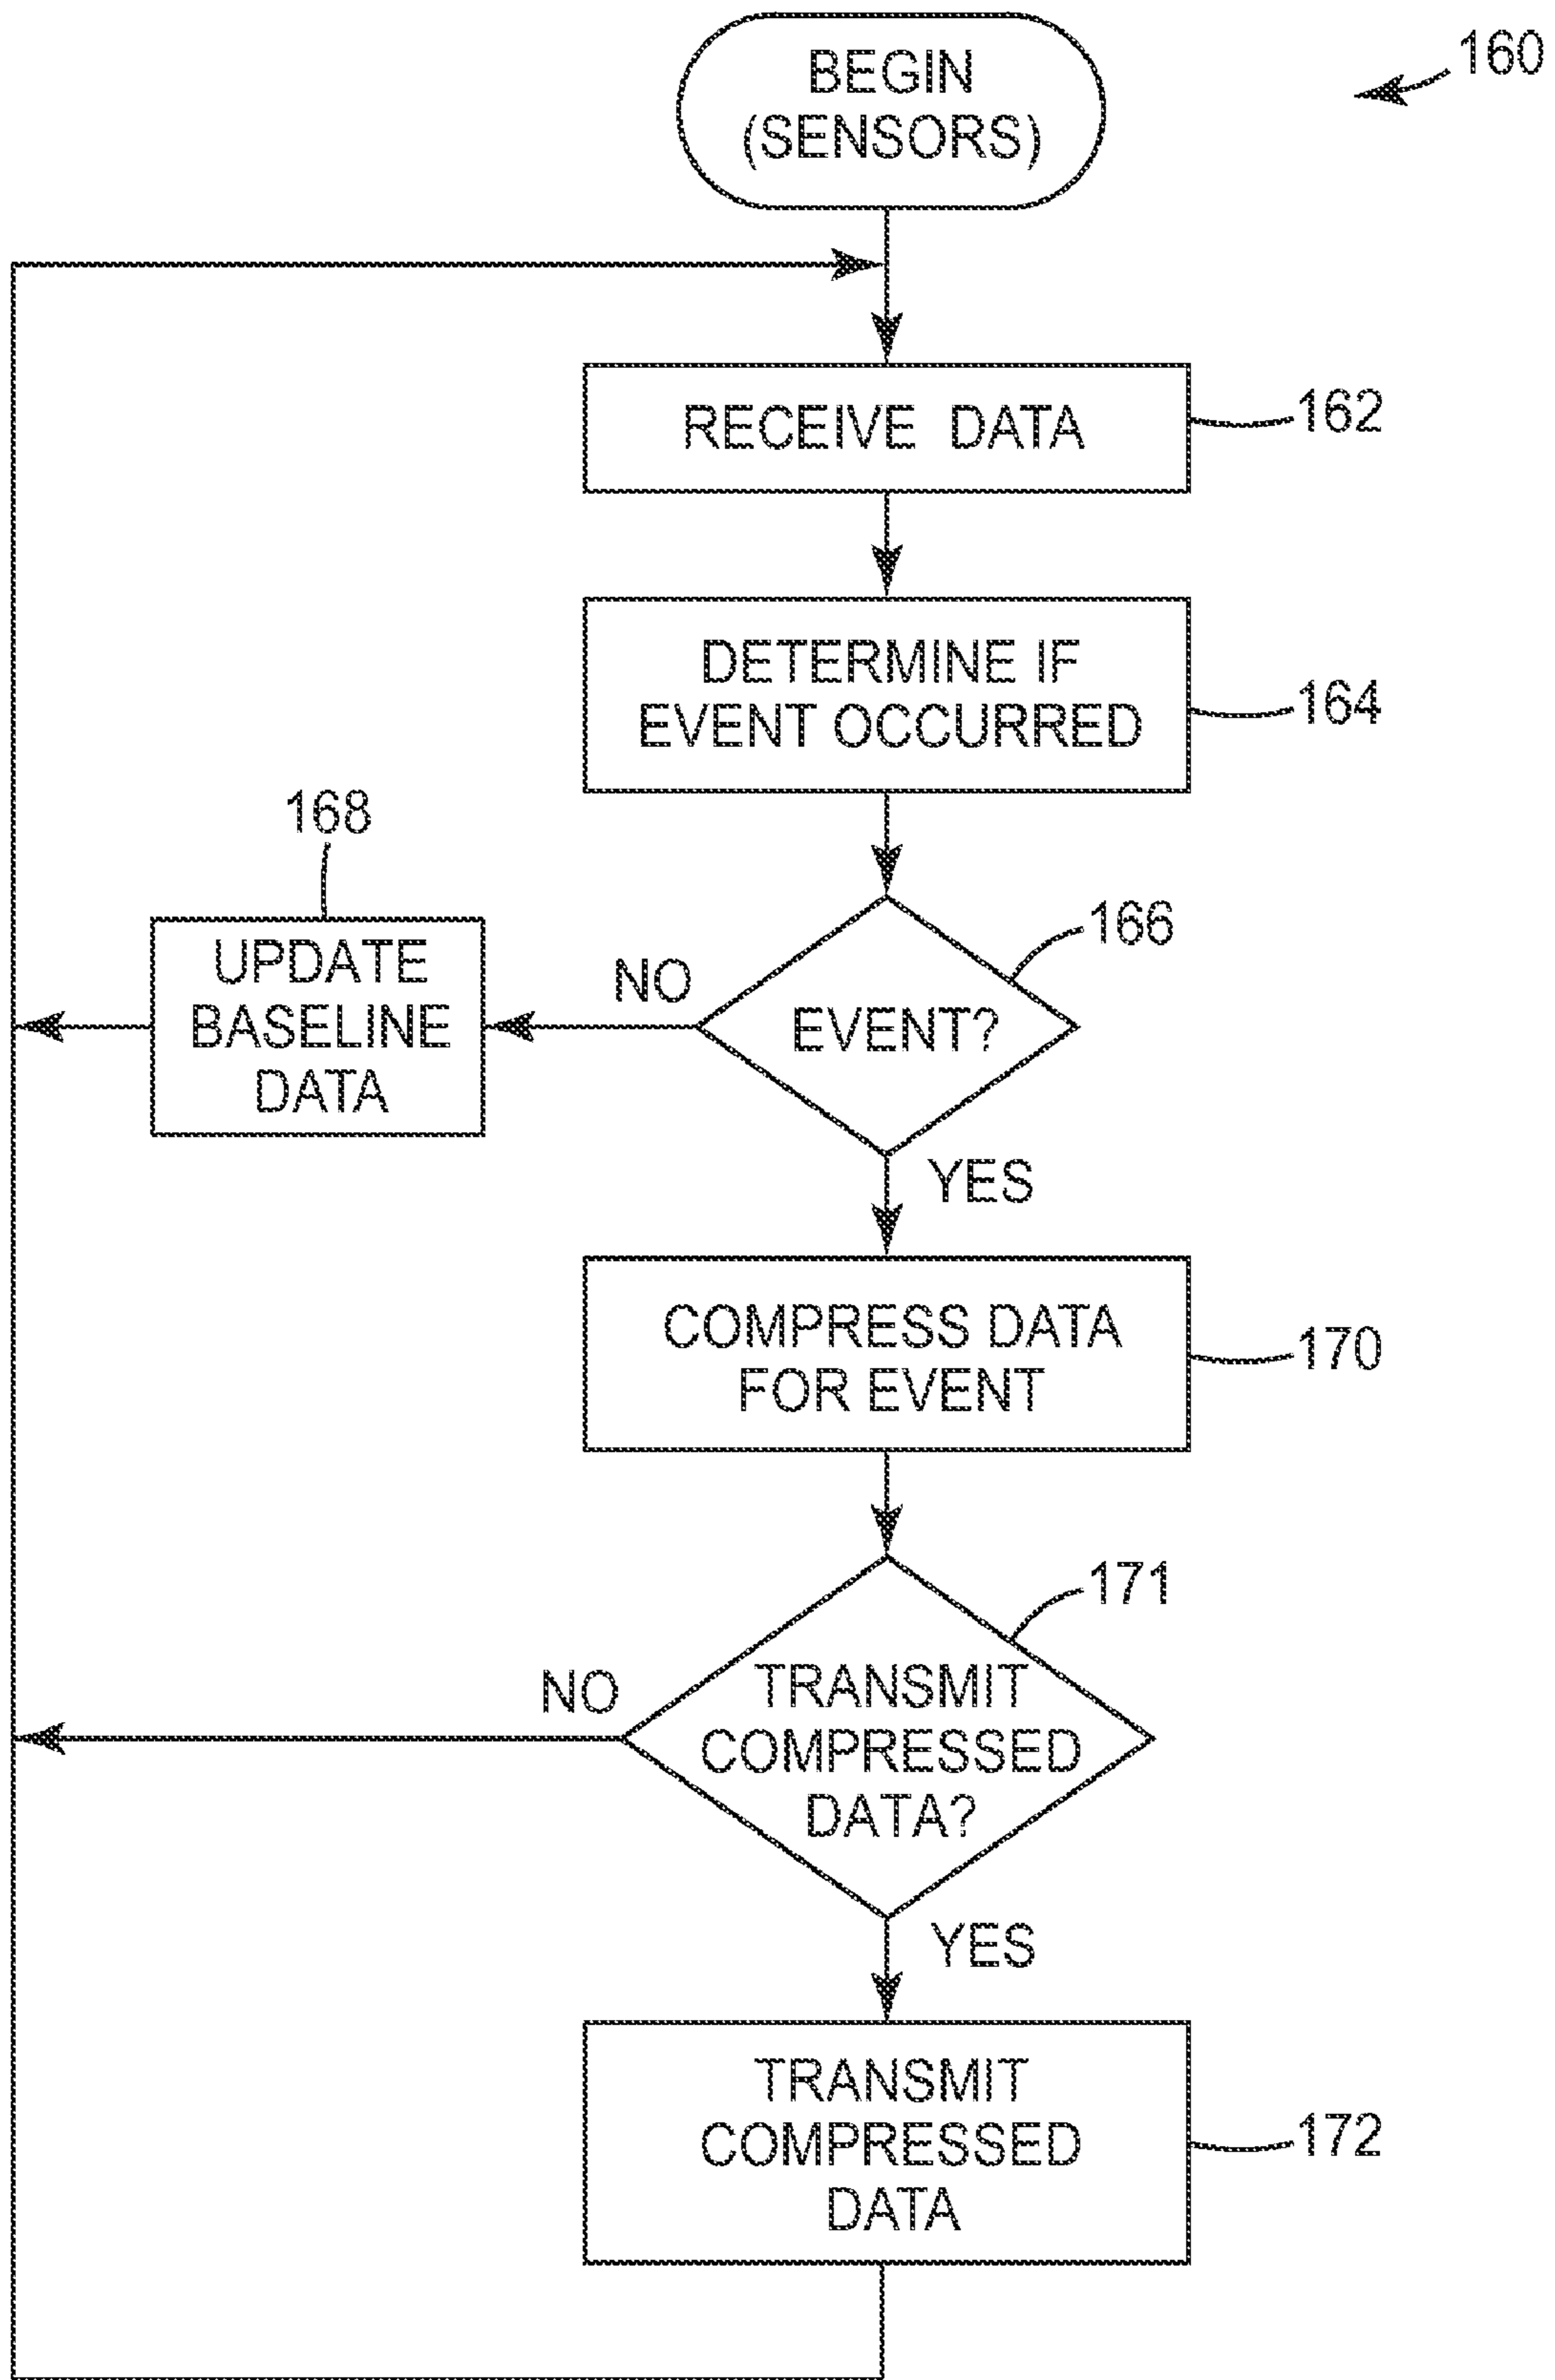 BEGIN
(SENSORS)
160
RECEIVE DATA
162
DETERMINE IF
EVENT OCCURRED
164
168
UPDATE
BASELINE
DATA
NO
EVENT?
166
YES
COMPRESS DATA
FOR EVENT
170
171
NO
TRANSMIT
COMPRESSED
DATA?
YES
TRANSMIT
COMPRESSED
DATA
172